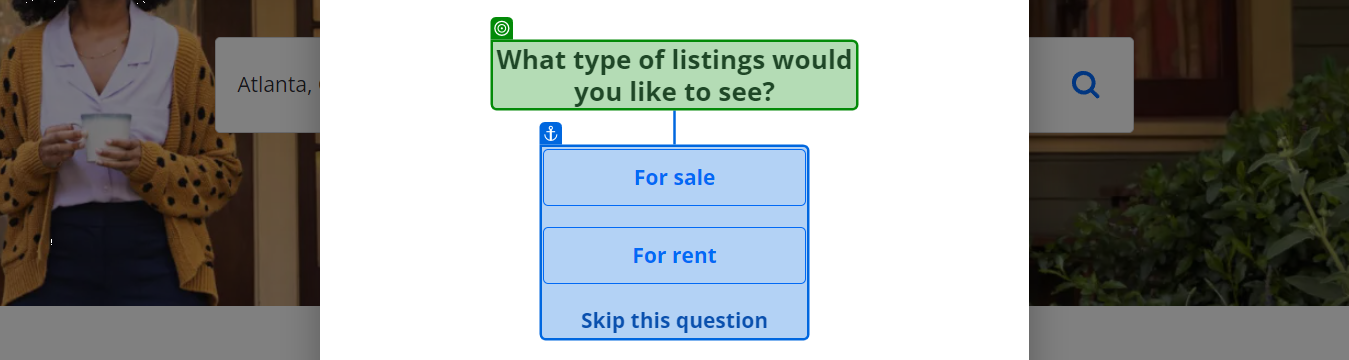 Atlanta,
What type of listings would
you like to see?
For sale
For rent
Skip this question